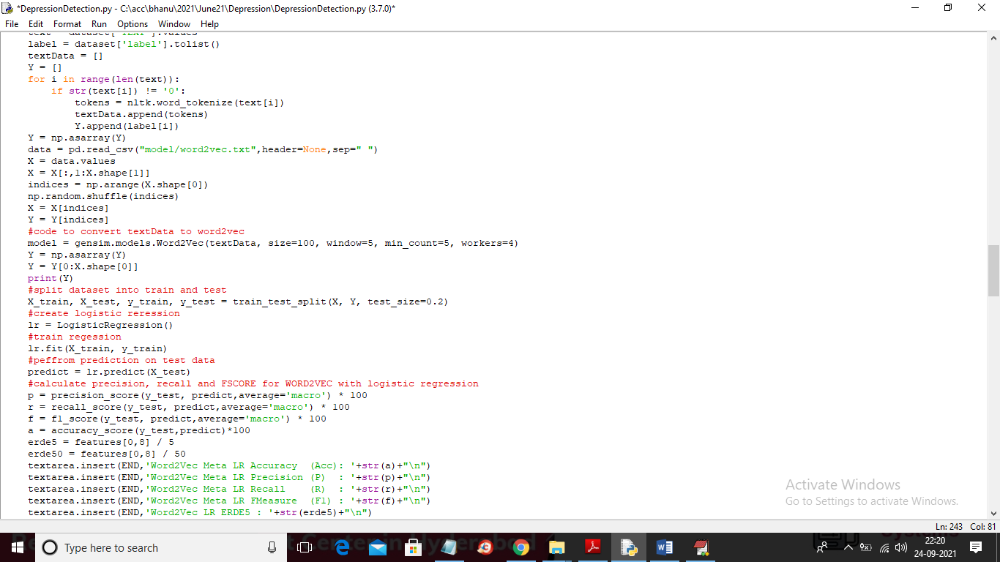 *DepressionDetection.py - C:\acc\bhanu\2021\June21\Depression\DepressionDetection.py (3.7.0)*
File Edit Format Run Options Window Help
text = dataset['TEXT'].values
label = dataset['label'].tolist()
textData = []
Y = []
for i in range(len(text)):
    if str(text[i]) != '0':
        tokens = nltk.word_tokenize(text[i])
        textData.append(tokens)
        Y.append(label[i])
Y = np.asarray(Y)
data = pd.read_csv("model/word2vec.txt",header=None,sep=" ")
X = data.values
X = X[:,1:X.shape[1]]
indices = np.arange(X.shape[0])
np.random.shuffle(indices)
X = X[indices]
Y = Y[indices]
#code to convert textData to word2vec
model = gensim.models.Word2Vec(textData, size=100, window=5, min_count=5, workers=4)
Y = np.asarray(Y)
Y = Y[0:X.shape[0]]
print(Y)
#split dataset into train and test
X_train, X_test, y_train, y_test = train_test_split(X, Y, test_size=0.2)
#create logistic reression
lr = LogisticRegression()
#train regession
lr.fit(X_train, y_train)
#peffrom prediction on test data
predict = lr.predict(X_test)
#calculate precision, recall and FSCORE for WORD2VEC with logistic regression
p = precision_score(y_test, predict,average='macro') * 100
r = recall_score(y_test, predict,average='macro') * 100
f = f1_score(y_test, predict,average='macro') * 100
a = accuracy_score(y_test,predict)*100
erde5 = features[0,8] / 5
erde50 = features[0,8] / 50
textarea.insert(END,'Word2Vec Meta LR Accuracy  (Acc): '+str(a)+"\n")
textarea.insert(END,'Word2Vec Meta LR Precision (P)  : '+str(p)+"\n")
textarea.insert(END,'Word2Vec Meta LR Recall    (R)  : '+str(r)+"\n")
textarea.insert(END,'Word2Vec Meta LR FMeasure  (F1) : '+str(f)+"\n")
textarea.insert(END,'Word2Vec LR ERDE5 : '+str(erde5)+"\n")
Activate Windows
Go to Settings to activate Windows.
Ln: 243 Col: 81
Type here to search
22:20
24-09-2021